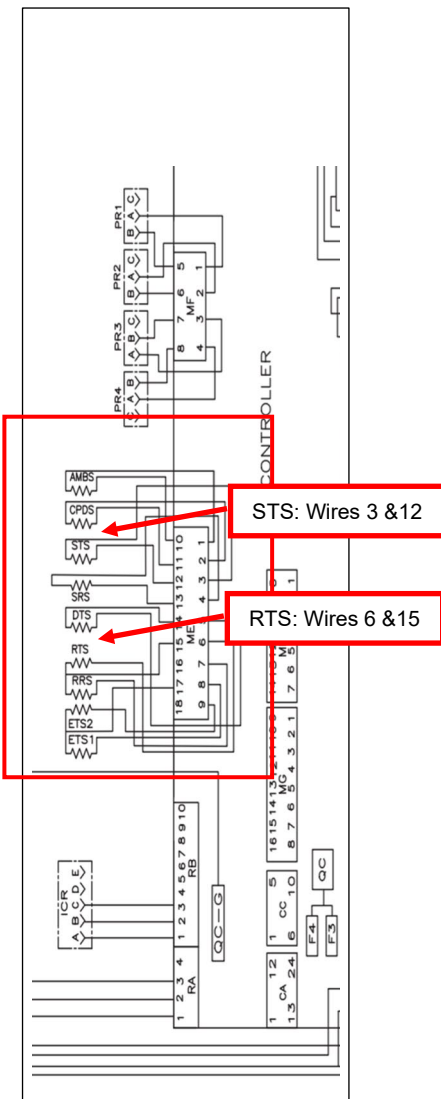 PR1
B A C
PR2
B A C
PR3
A B C
PR4
C A B
5 6 7 8
MF
1 2 3 4
CONTROLLER
AMBS
CPDS
STS
SRS
DTS
RTS
RRS
ETS2
ETS1
STS: Wires 3 &12
RTS: Wires 6 &15
10 11 12 13 14 15 16 17 18
ME
1 2 3 4 6 7 8 9
1
5 6 7
16 15 14 13 12
MG
8 7 6 5 4 3 2 1
ICR
A B C D E
1 2 3 4 5 6 7 8 9 10
RB
1 2 3 4
RA
QC-G
1 5
CC
6 10
1 12
CA
13 24
QC
F4
F3